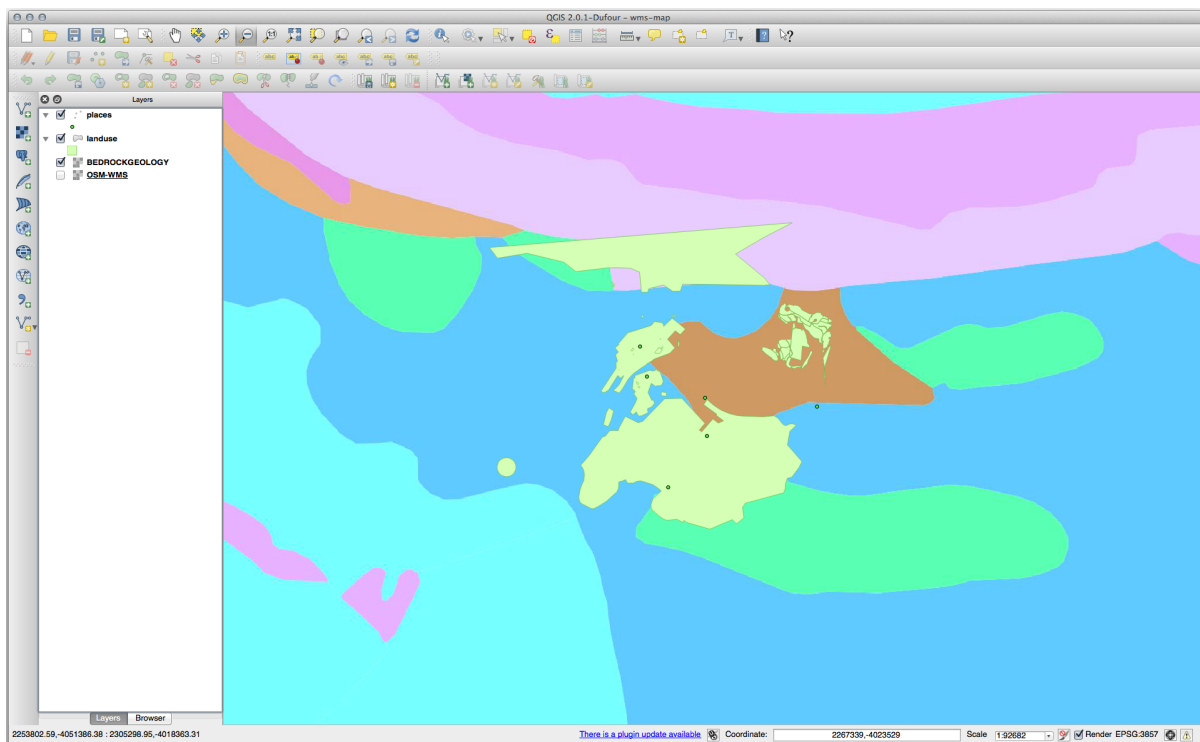 QGIS 2.0.1-Dufour - wms-map
Layers
places
landuse
BEDROCKGEOLOGY
OSM-WMS
Layers Browser
2253802.59,-4051386.38 : 2305298.95,-4018363.31 There is a plugin update available Coordinate: 2267339,-4023529 Scale 1:92682 Render EPSG:3857